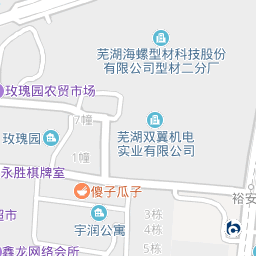 芜湖海螺型材科技股份
有限公司型材二分厂
玫瑰园农贸市场
7幢
芜湖双翼机电
实业有限公司
玫瑰园
1幢
永胜棋牌室
傻子瓜子
裕安
超市
宇润公寓
3栋
4栋
5栋
鑫龙网络会所